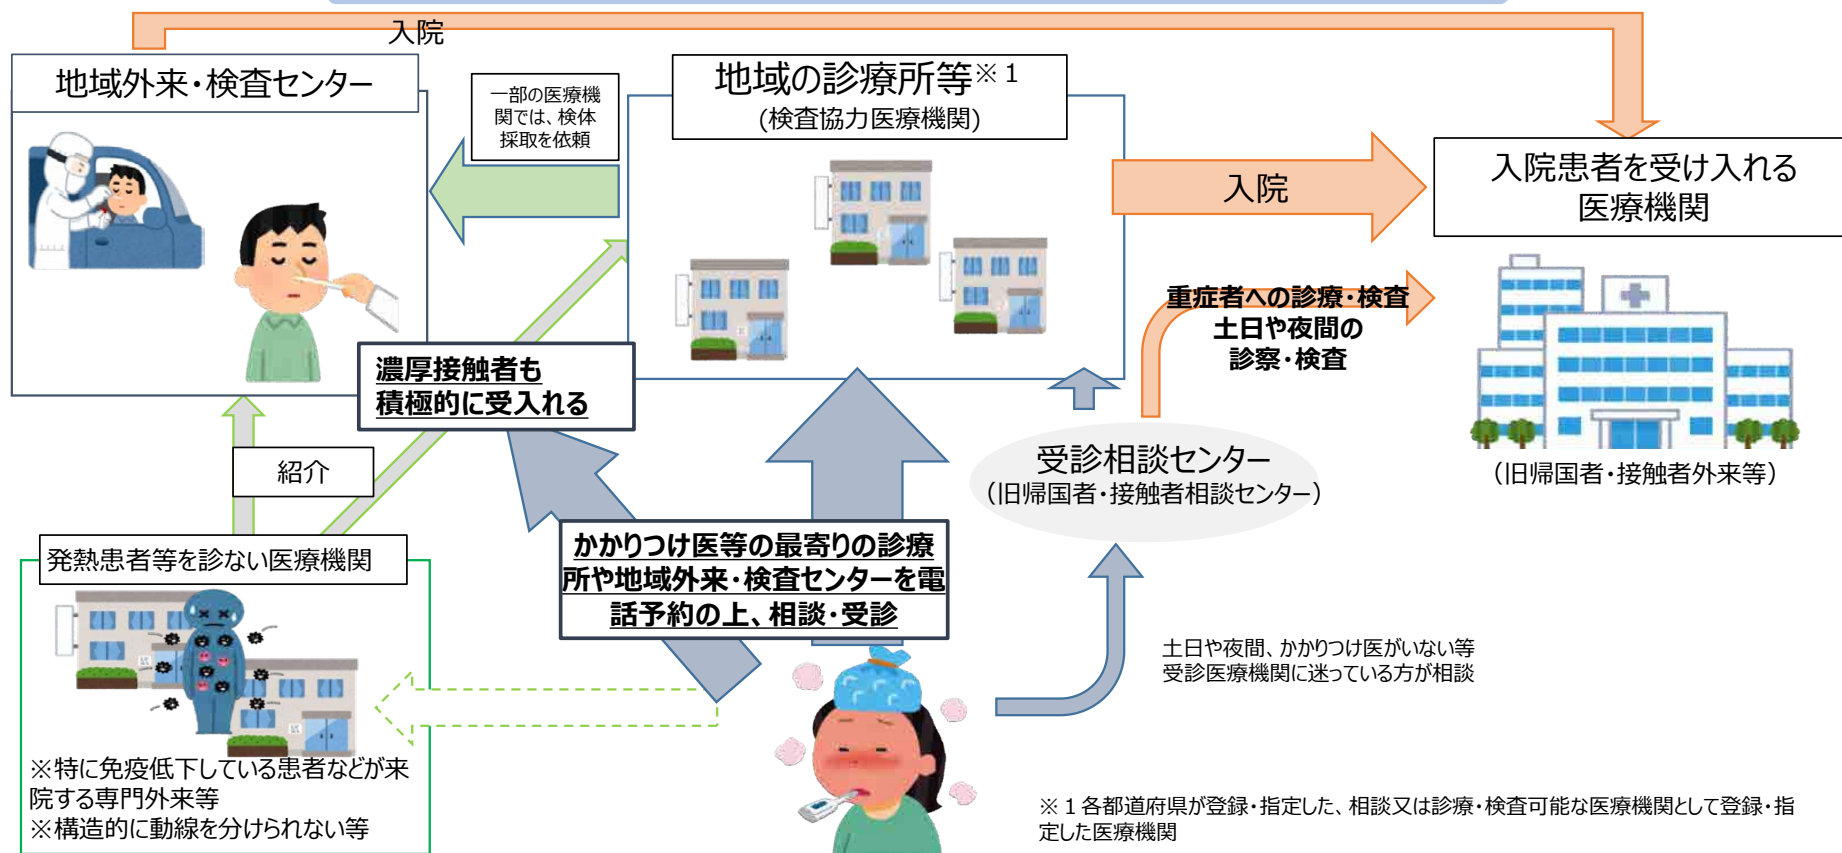 入院
地域外来・検査センター
一部の医療機
関では、検体
採取を依頼
地域の診療所等※1
(検査協力医療機関)
入院
入院患者を受け入れる
医療機関
重症者への診療・検査
土日や夜間の
診察・検査
濃厚接触者も
積極的に受入れる
紹介
受診相談センター
（旧帰国者・接触者相談センター）
（旧帰国者・接触者外来等）
発熱患者等を診ない医療機関
かかりつけ医等の最寄りの診療
所や地域外来・検査センターを電
話予約の上、相談・受診
土日や夜間、かかりつけ医がいない等
受診医療機関に迷っている方が相談
※特に免疫低下している患者などが来
院する専門外来等
※構造的に動線を分けられない等
※1各都道府県が登録・指定した、相談又は診療・検査可能な医療機関として登録・指
定した医療機関